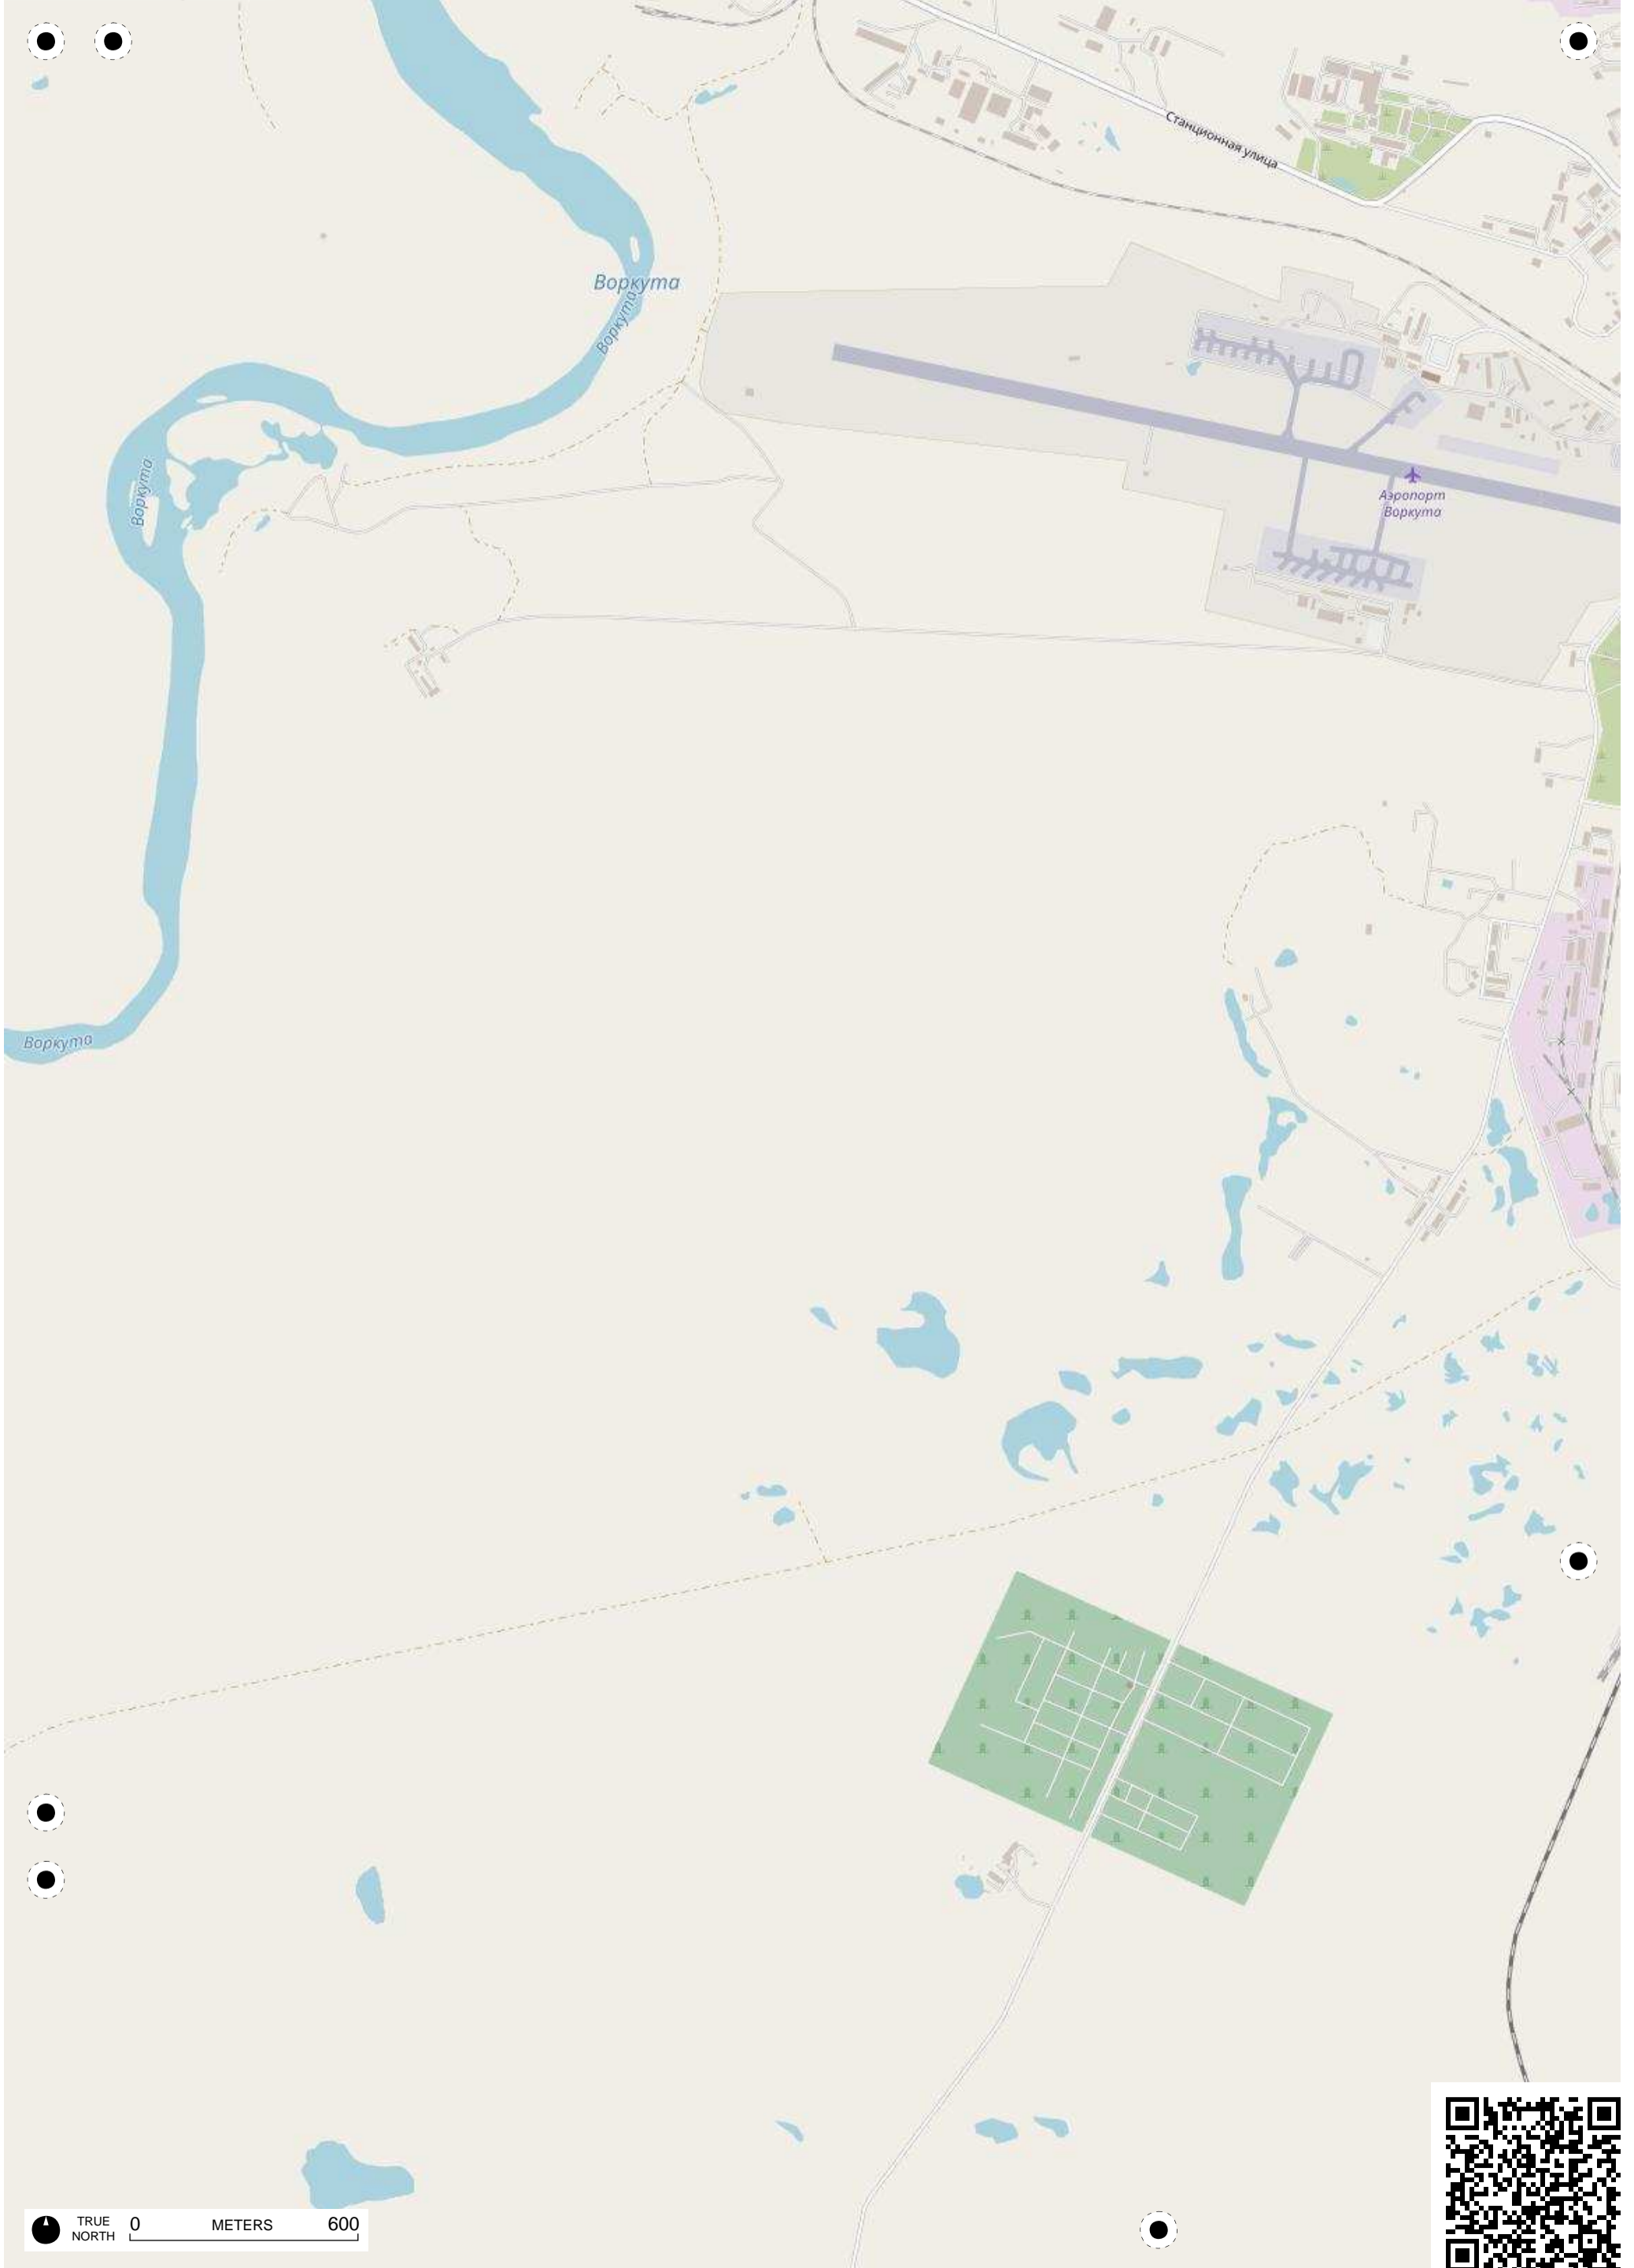 Станционная улица
Воркута
Воркута
Аэропорт
Воркута
Воркута
Воркута
TRUE
NORTH
0 METERS 600